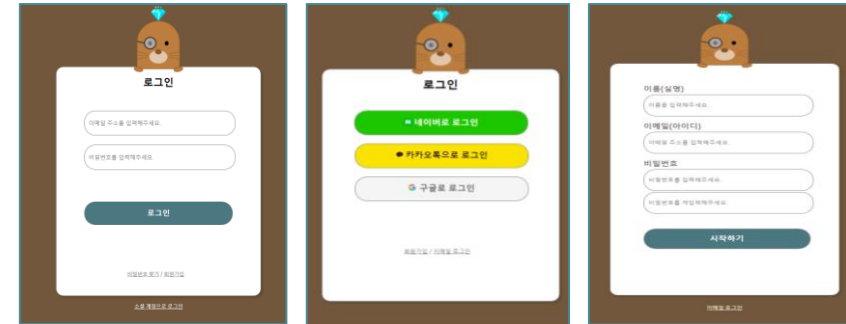 로그인
이메일 주소를 입력해주세요.
비밀번호를 입력해주세요.
로그인
비밀번호 찾기 / 회원가입
소셜 계정으로 로그인
로그인
네이버로 로그인
카카오톡으로 로그인
구글로 로그인
회원가입 / 이메일 로그인
이름(실명)
이름을 입력해주세요.
이메일(아이디)
이메일 주소를 입력해주세요.
비밀번호
비밀번호를 입력해주세요.
비밀번호를 재입력해주세요.
시작하기
이메일 로그인